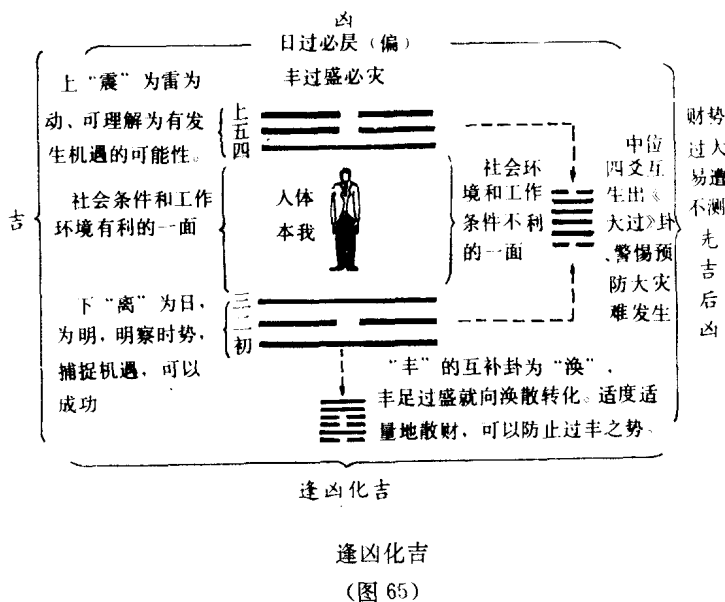 凶
日过必昃（偏）
丰过盛必灾
上“震”为雷为
动、可理解为有发
生机遇的可能性。
上
五
四
吉
社会条件和工作
环境有利的一面
人体
本我
社会环
境和工作
条件不利
的一面
中位
四爻互
生出《
大过》卦
、警惕预
防大灾
难发生
财势
过大
易遭
不测
先
吉
后
凶
下“离”为日，
为明，明察时势，
捕捉机遇，可以
成功
三
二
初
“丰”的互补卦为“涣”，
丰足过盛就向涣散转化。适度适
量地散财，可以防止过丰之势。
逢凶化吉
逢凶化吉
（图 65）